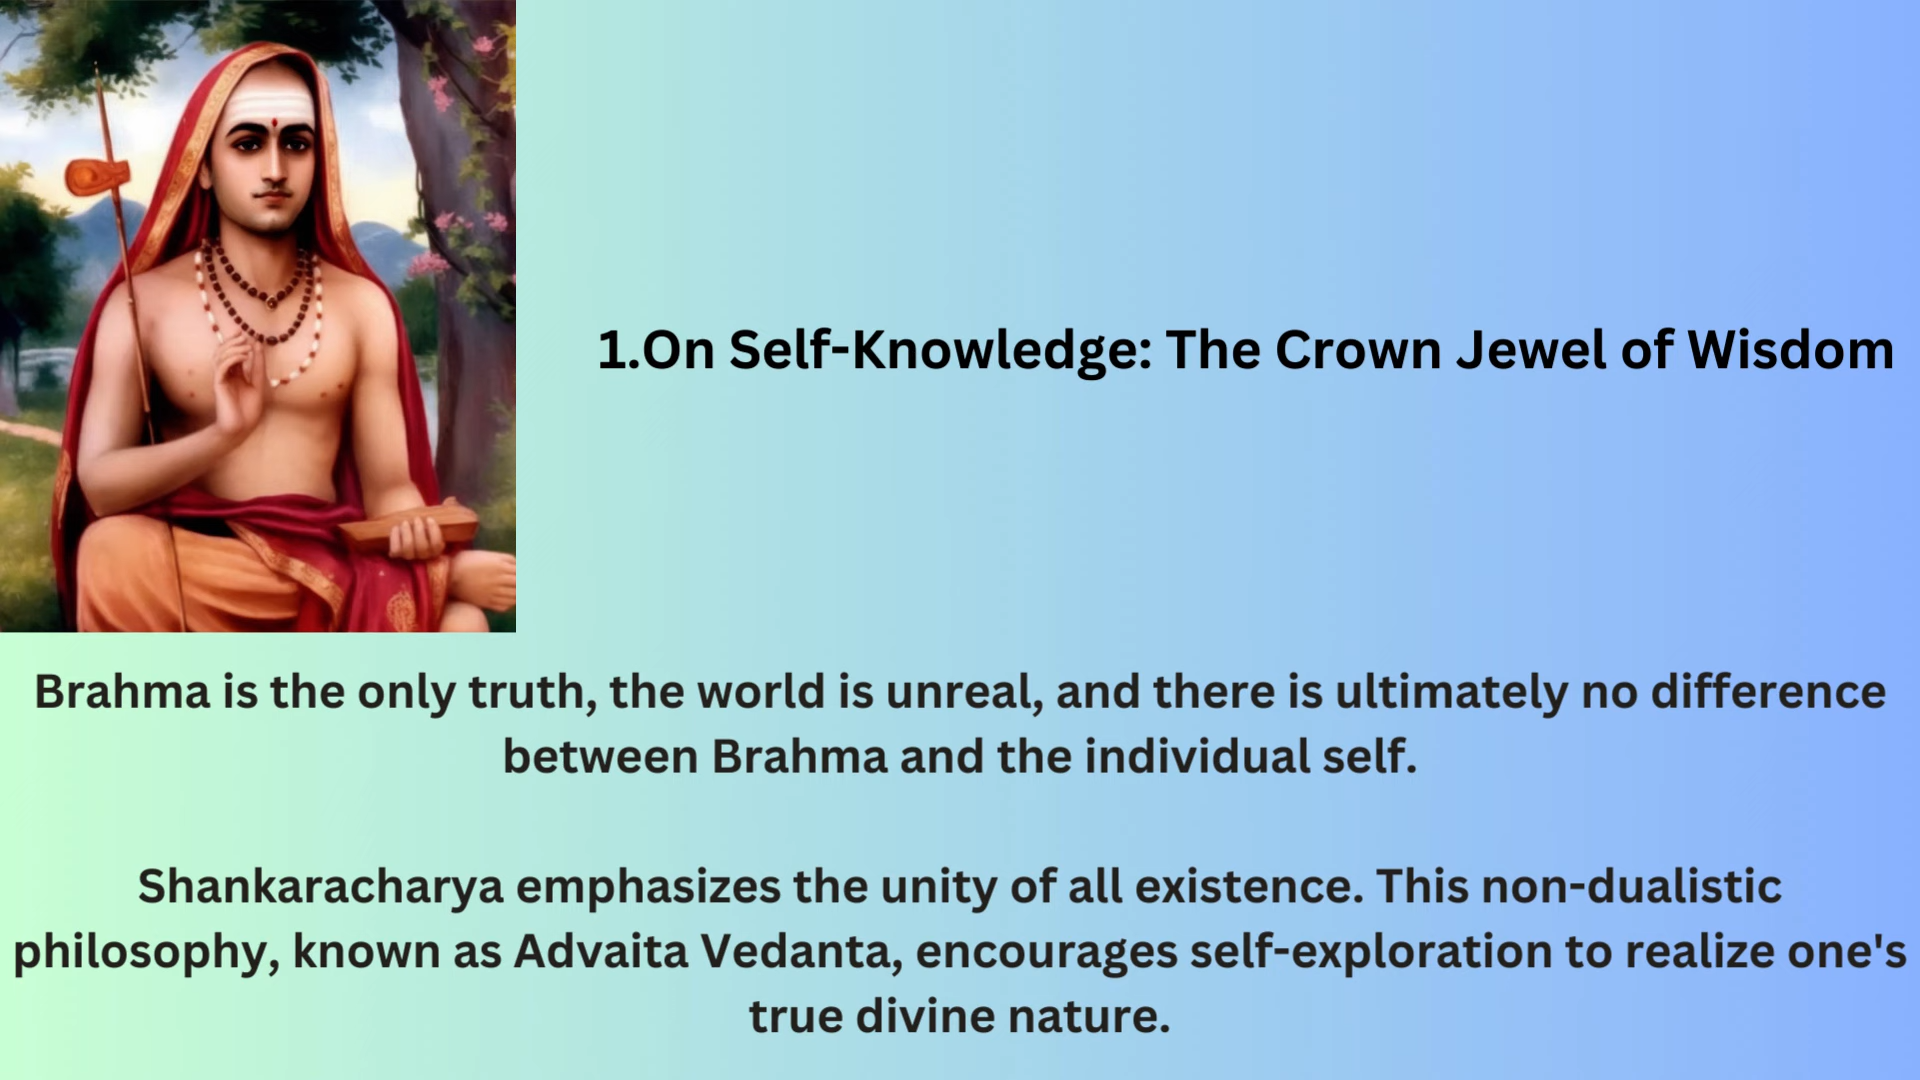 1.On Self-Knowledge: The Crown Jewel of Wisdom
Brahma is the only truth, the world is unreal, and there is ultimately no difference
between Brahma and the individual self.
Shankaracharya emphasizes the unity of all existence. This non-dualistic
philosophy, known as Advaita Vedanta, encourages self-exploration to realize one's
true divine nature.